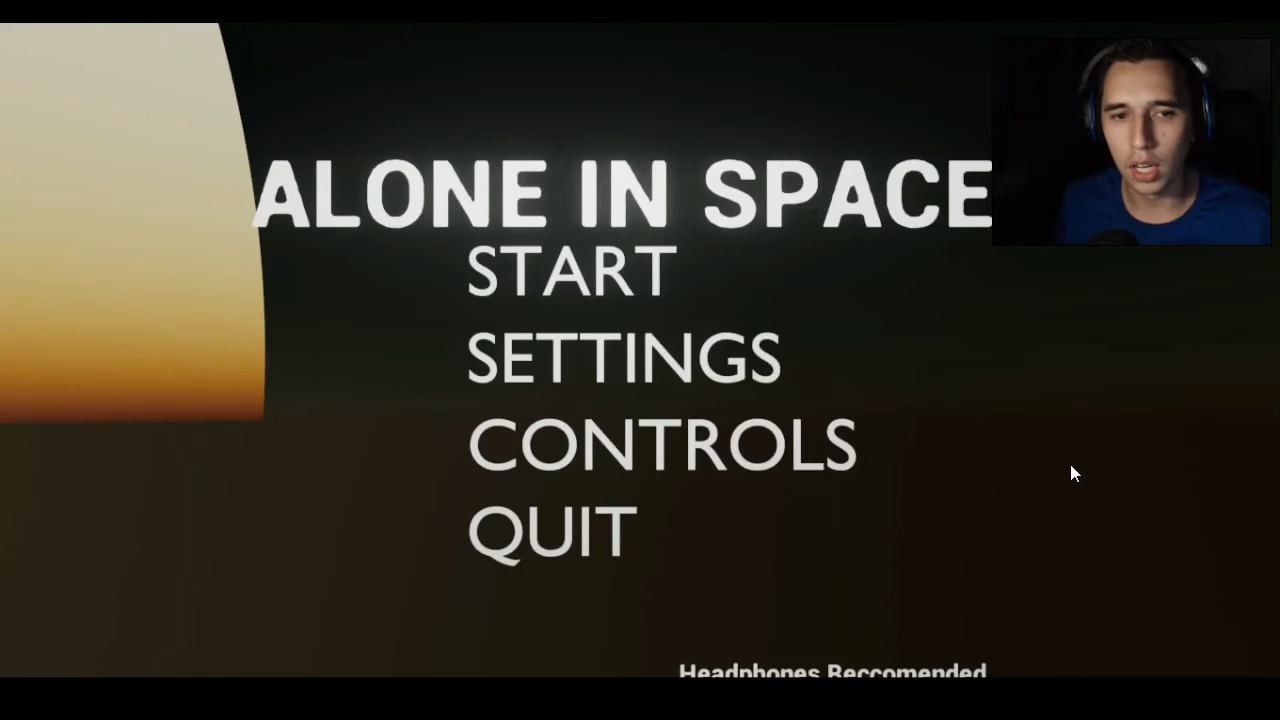 ALONE IN SPACE
START
SETTINGS
CONTROLS
QUIT
Headphones Reccomended